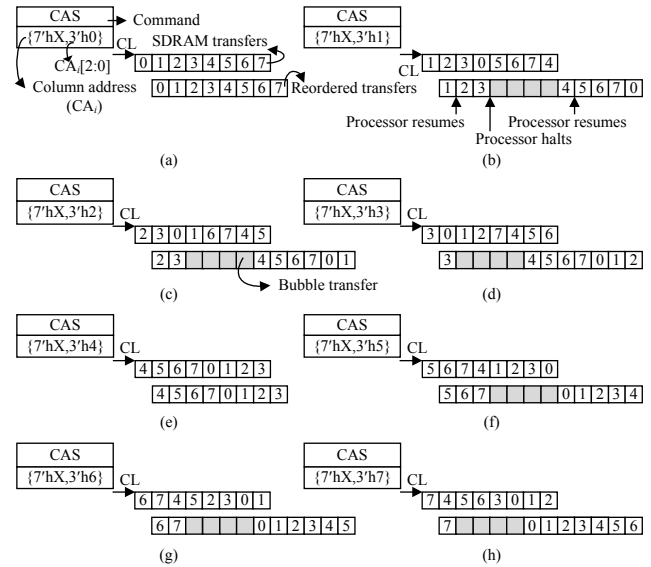 CAS
Command
{7'hX,3'h0}
CL
SDRAM transfers
CAi[2:0]
0 1 2 3 4 5 6 7
Column address
(CAi)
0 1 2 3 4 5 6 7
Reordered transfers
(a)
CAS
{7'hX,3'h1}
CL
1 2 3 0 5 6 7 4
1 2 3 4 5 6 7 0
Processor resumes
Processor resumes
Processor halts
(b)
CAS
{7'hX,3'h2}
CL
2 3 0 1 6 7 4 5
2 3 4 5 6 7 0 1
Bubble transfer
(c)
CAS
{7'hX,3'h3}
CL
3 0 1 2 7 4 5 6
3 4 5 6 7 0 1 2
(d)
CAS
{7'hX,3'h4}
CL
4 5 6 7 0 1 2 3
4 5 6 7 0 1 2 3
(e)
CAS
{7'hX,3'h5}
CL
5 6 7 4 1 2 3 0
5 6 7 0 1 2 3 4
(f)
CAS
{7'hX,3'h6}
CL
6 7 4 5 2 3 0 1
6 7 0 1 2 3 4 5
(g)
CAS
{7'hX,3'h7}
CL
7 4 5 6 3 0 1 2
7 0 1 2 3 4 5 6
(h)